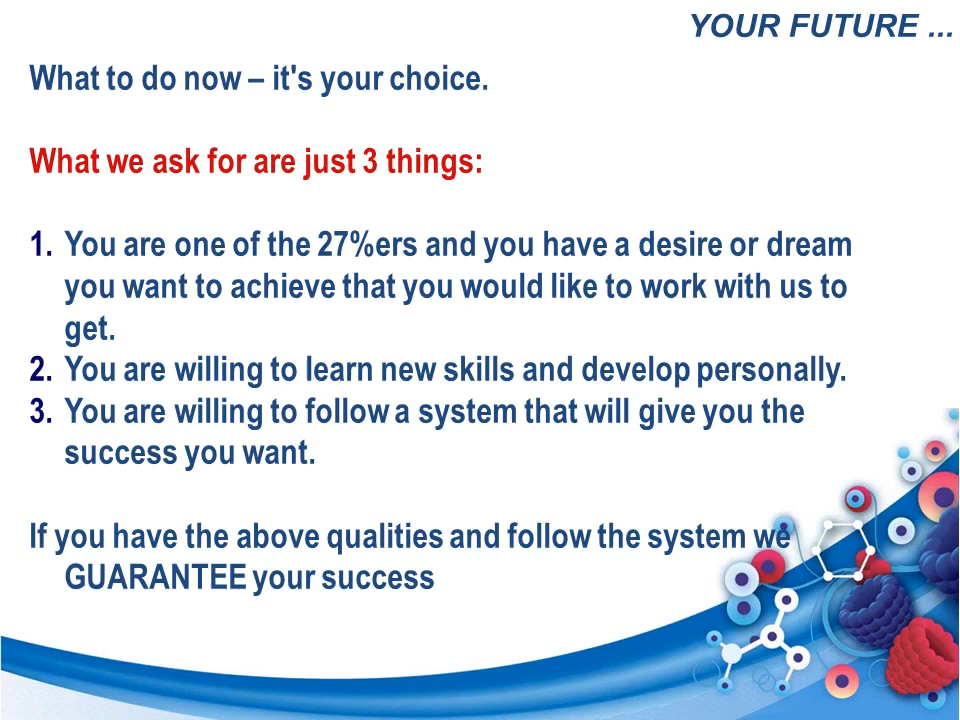 YOUR FUTURE ...
What to do now – it's your choice.
What we ask for are just 3 things:
1. You are one of the 27%ers and you have a desire or dream
you want to achieve that you would like to work with us to
get.
2. You are willing to learn new skills and develop personally.
3. You are willing to follow a system that will give you the
success you want.
If you have the above qualities and follow the system we
GUARANTEE your success